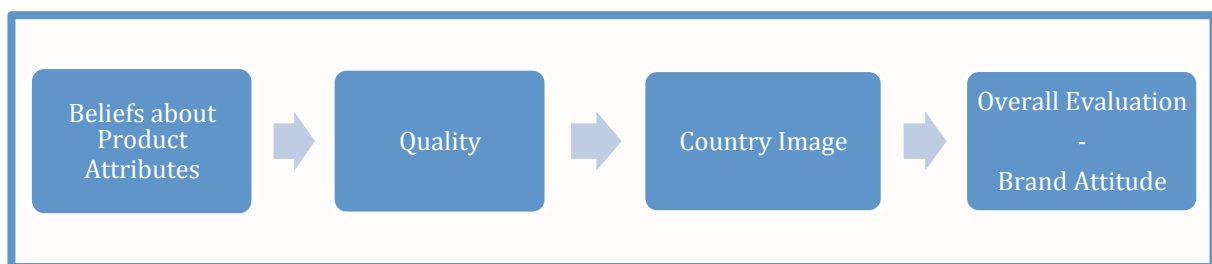 Beliefs about
Product
Attributes
Quality
Country Image
Overall Evaluation
-
Brand Attitude